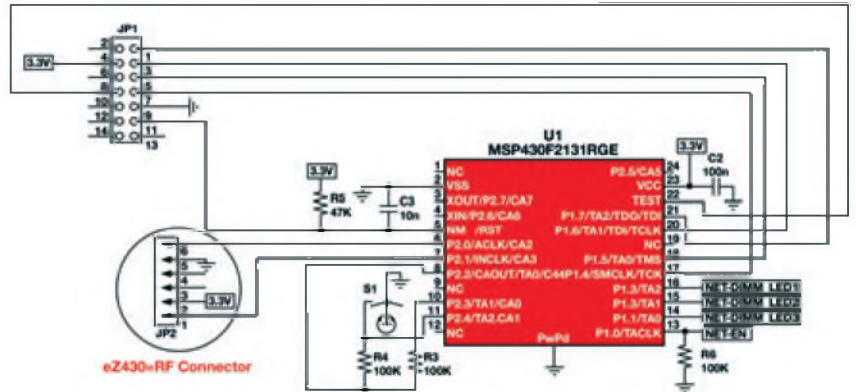 JP1
2
1
3.3V
4
3
6
5
8
7
10
9
12
11
14
13
U1
MSP430F2131RGE
3.3V
C2
100n
3.3V
R5
47K
C3
10n
1 NC
2 VSS
3 XOUT/P2.7/CA7
4 XIN/P2.6/CA6
5 NM /RST
6 P2.0/ACLK/CA2
7 P2.1/INCLK/CA3
8 P2.2/CAOUT/TA0/C44
9 NC
10 P2.3/TA1/CA0
11 P2.4/TA2.CA1
12 NC
P2.5/CA5 24
VCC 23
TEST 22
P1.7/TA2/TDO/TDI 21
P1.6/TA1/TDI/TCLK 20
NC 19
P1.5/TA0/TMS 18
P1.4/SMCLK/TCK 17
P1.3/TA2 16
P1.3/TA1 15
P1.1/TA0 14
P1.0/TACLK 13
PwPd
NET-DIMM LED1
NET-DIMM LED2
NET-DIMM LED3
NET-EN
6
5
4
3
2
1
3.3V
JP2
eZ430=RF Connector
S1
R4
100K
R3
100K
R6
100K